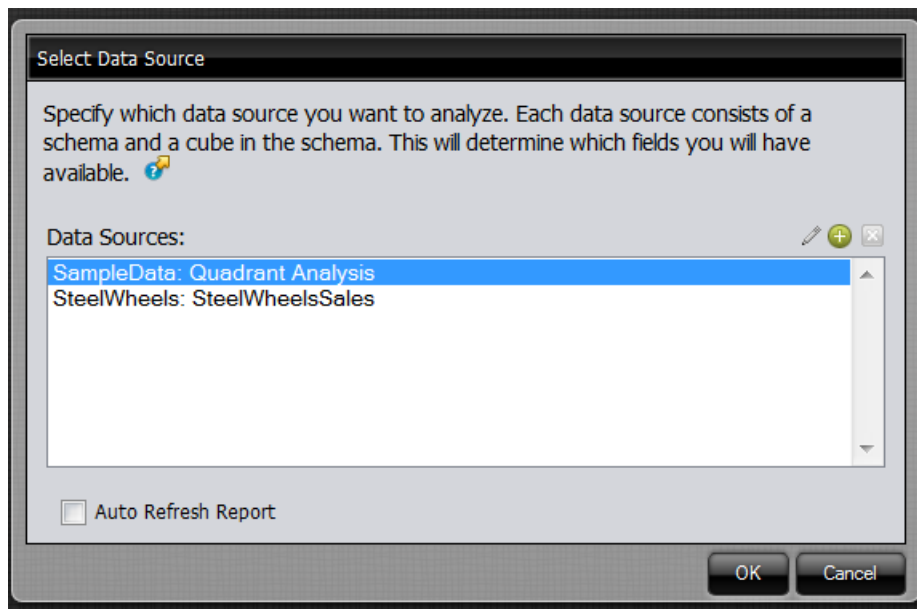 Select Data Source
Specify which data source you want to analyze. Each data source consists of a
schema and a cube in the schema. This will determine which fields you will have
available.
Data Sources:
SampleData: Quadrant Analysis
SteelWheels: SteelWheelsSales
Auto Refresh Report
OK Cancel